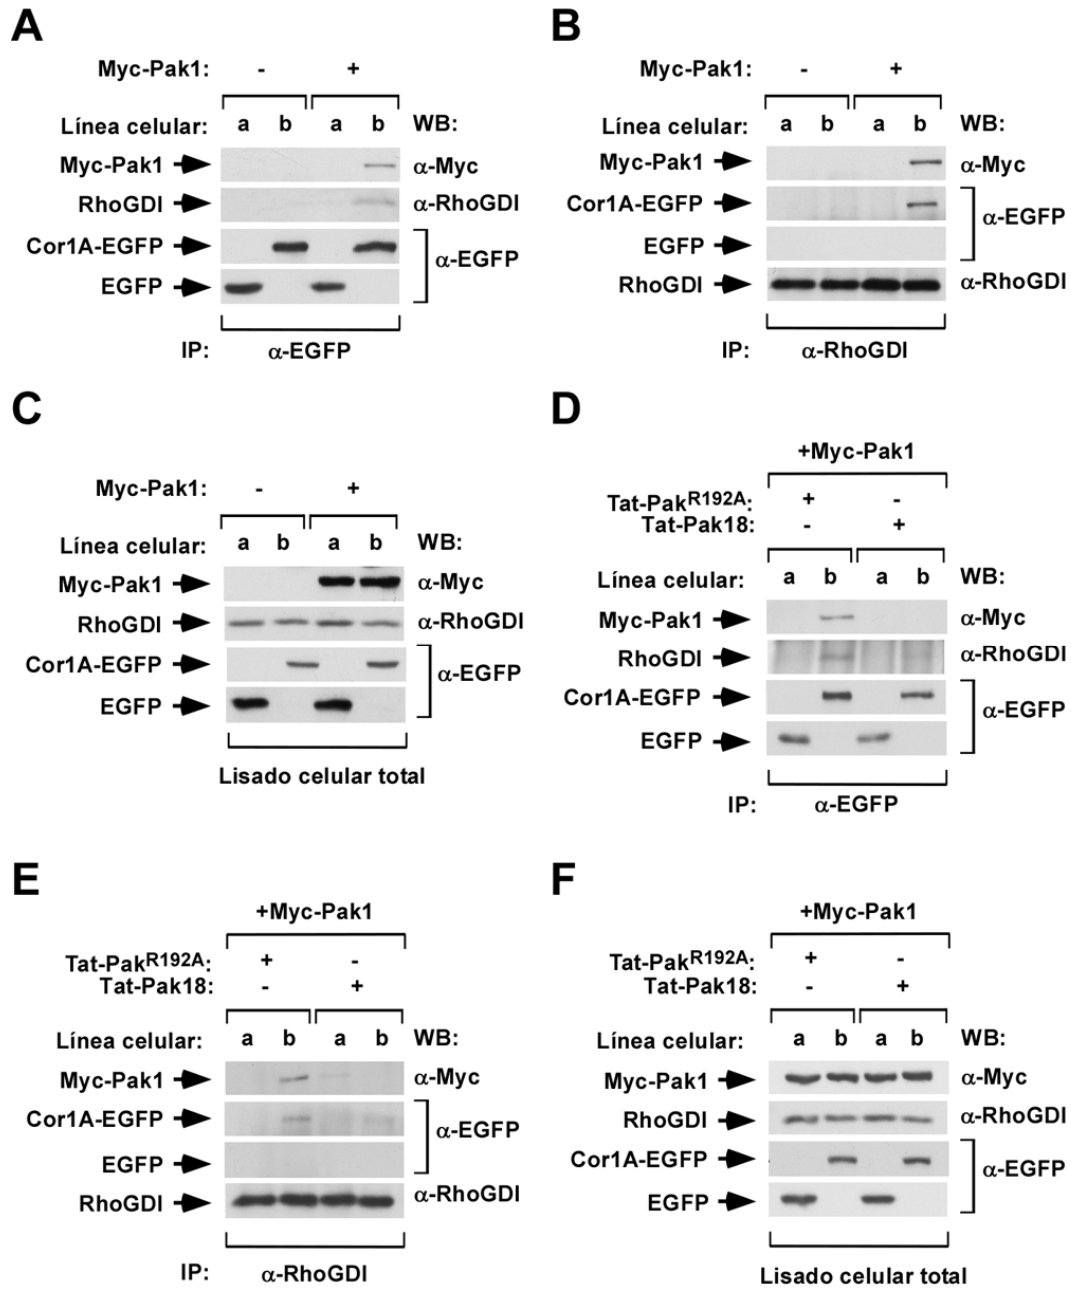 A
Myc-Pak1: - +
Línea celular: a b a b WB:
Myc-Pak1 α-Myc
RhoGDI α-RhoGDI
Cor1A-EGFP
α-EGFP
EGFP
IP: α-EGFP
B
Myc-Pak1: - +
Línea celular: a b a b WB:
Myc-Pak1 α-Myc
Cor1A-EGFP
α-EGFP
EGFP
RhoGDI α-RhoGDI
IP: α-RhoGDI
C
Myc-Pak1: - +
Línea celular: a b a b WB:
Myc-Pak1 α-Myc
RhoGDI α-RhoGDI
Cor1A-EGFP
α-EGFP
EGFP
Lisado celular total
D
+Myc-Pak1
Tat-PakR192A: + -
Tat-Pak18: - +
Línea celular: a b a b WB:
Myc-Pak1 α-Myc
RhoGDI α-RhoGDI
Cor1A-EGFP
α-EGFP
EGFP
IP: α-EGFP
E
+Myc-Pak1
Tat-PakR192A: + -
Tat-Pak18: - +
Línea celular: a b a b WB:
Myc-Pak1 α-Myc
Cor1A-EGFP
α-EGFP
EGFP
RhoGDI α-RhoGDI
IP: α-RhoGDI
F
+Myc-Pak1
Tat-PakR192A: + -
Tat-Pak18: - +
Línea celular: a b a b WB:
Myc-Pak1 α-Myc
RhoGDI α-RhoGDI
Cor1A-EGFP
α-EGFP
EGFP
Lisado celular total